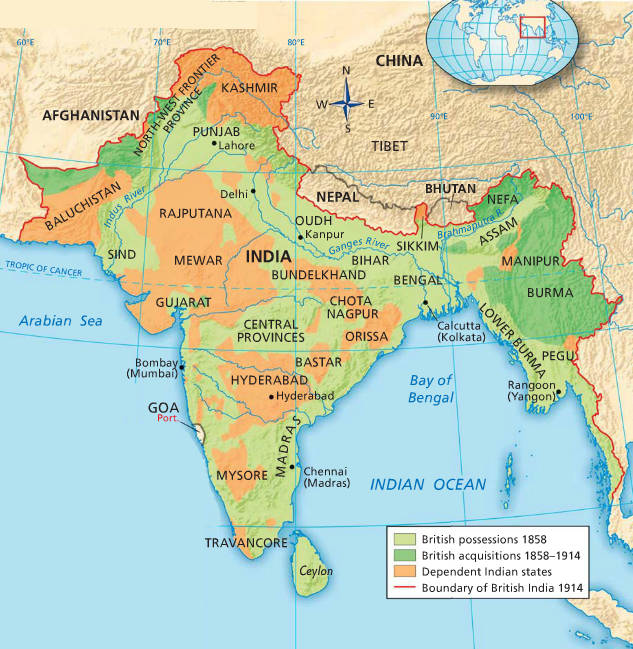 60°E
70°E
80°E
90°E
100°E
CHINA
N
W
E
S
AFGHANISTAN
NORTH-WEST FRONTIER
PROVINCE
KASHMIR
PUNJAB
Lahore
TIBET
BALUCHISTAN
Indus River
Delhi
NEPAL
BHUTAN
NEFA
RAJPUTANA
OUDH
Kanpur
Brahmaputra R.
ASSAM
SIKKIM
Ganges River
SIND
MEWAR
INDIA
BIHAR
MANIPUR
TROPIC OF CANCER
BUNDELKHAND
BENGAL
BURMA
GUJARAT
CHOTA
NAGPUR
Arabian Sea
CENTRAL
PROVINCES
ORISSA
Calcutta
(Kolkata)
LOWER BURMA
PEGU
Bombay
(Mumbai)
BASTAR
HYDERABAD
Hyderabad
Bay of
Bengal
Rangoon
(Yangon)
GOA
Port.
MADRAS
MYSORE
Chennai
(Madras)
INDIAN OCEAN
TRAVANCORE
Ceylon
British possessions 1858
British acquisitions 1858–1914
Dependent Indian states
Boundary of British India 1914